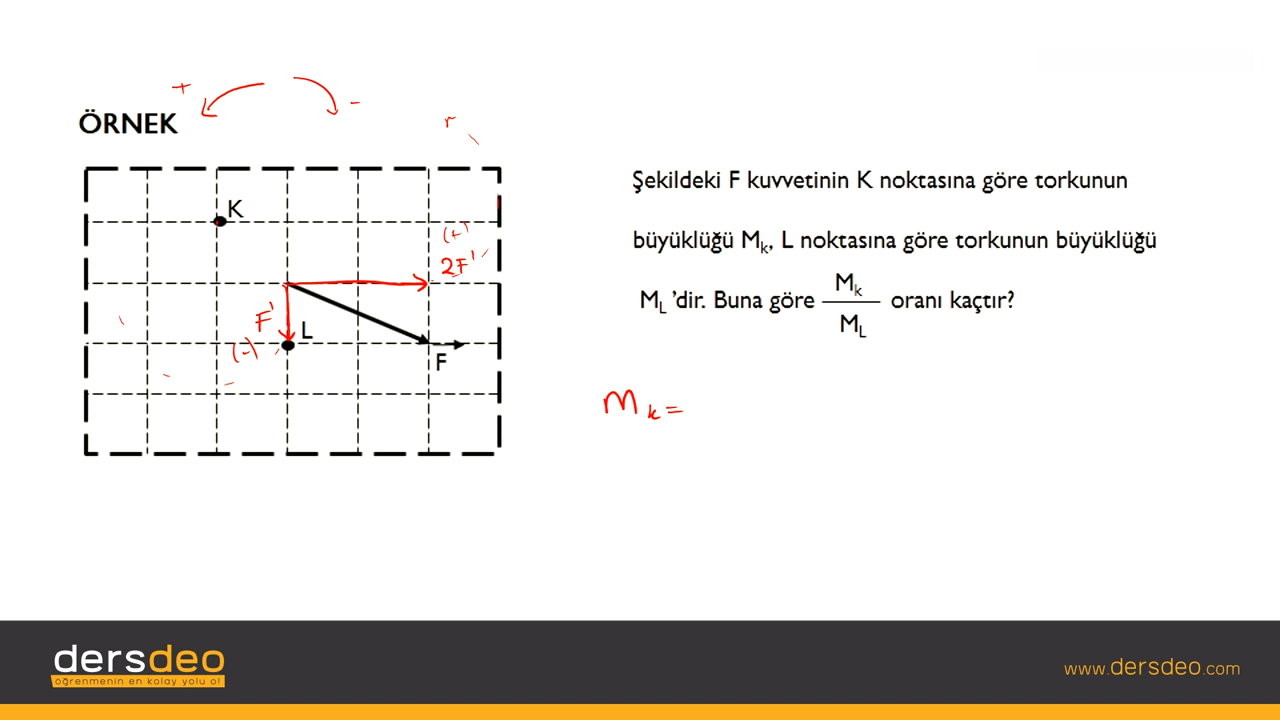 +
-
ÖRNEK
r
K
(+)
2F'
F'
L
(-)
F
Şekildeki F kuvvetinin K noktasına göre torkunun
büyüklüğü Mk, L noktasına göre torkunun büyüklüğü
ML 'dir. Buna göre Mk/ML oranı kaçtır?
Mk=
dersdeo
öğrenmenin en kolay yolu o!
www.dersdeo.com